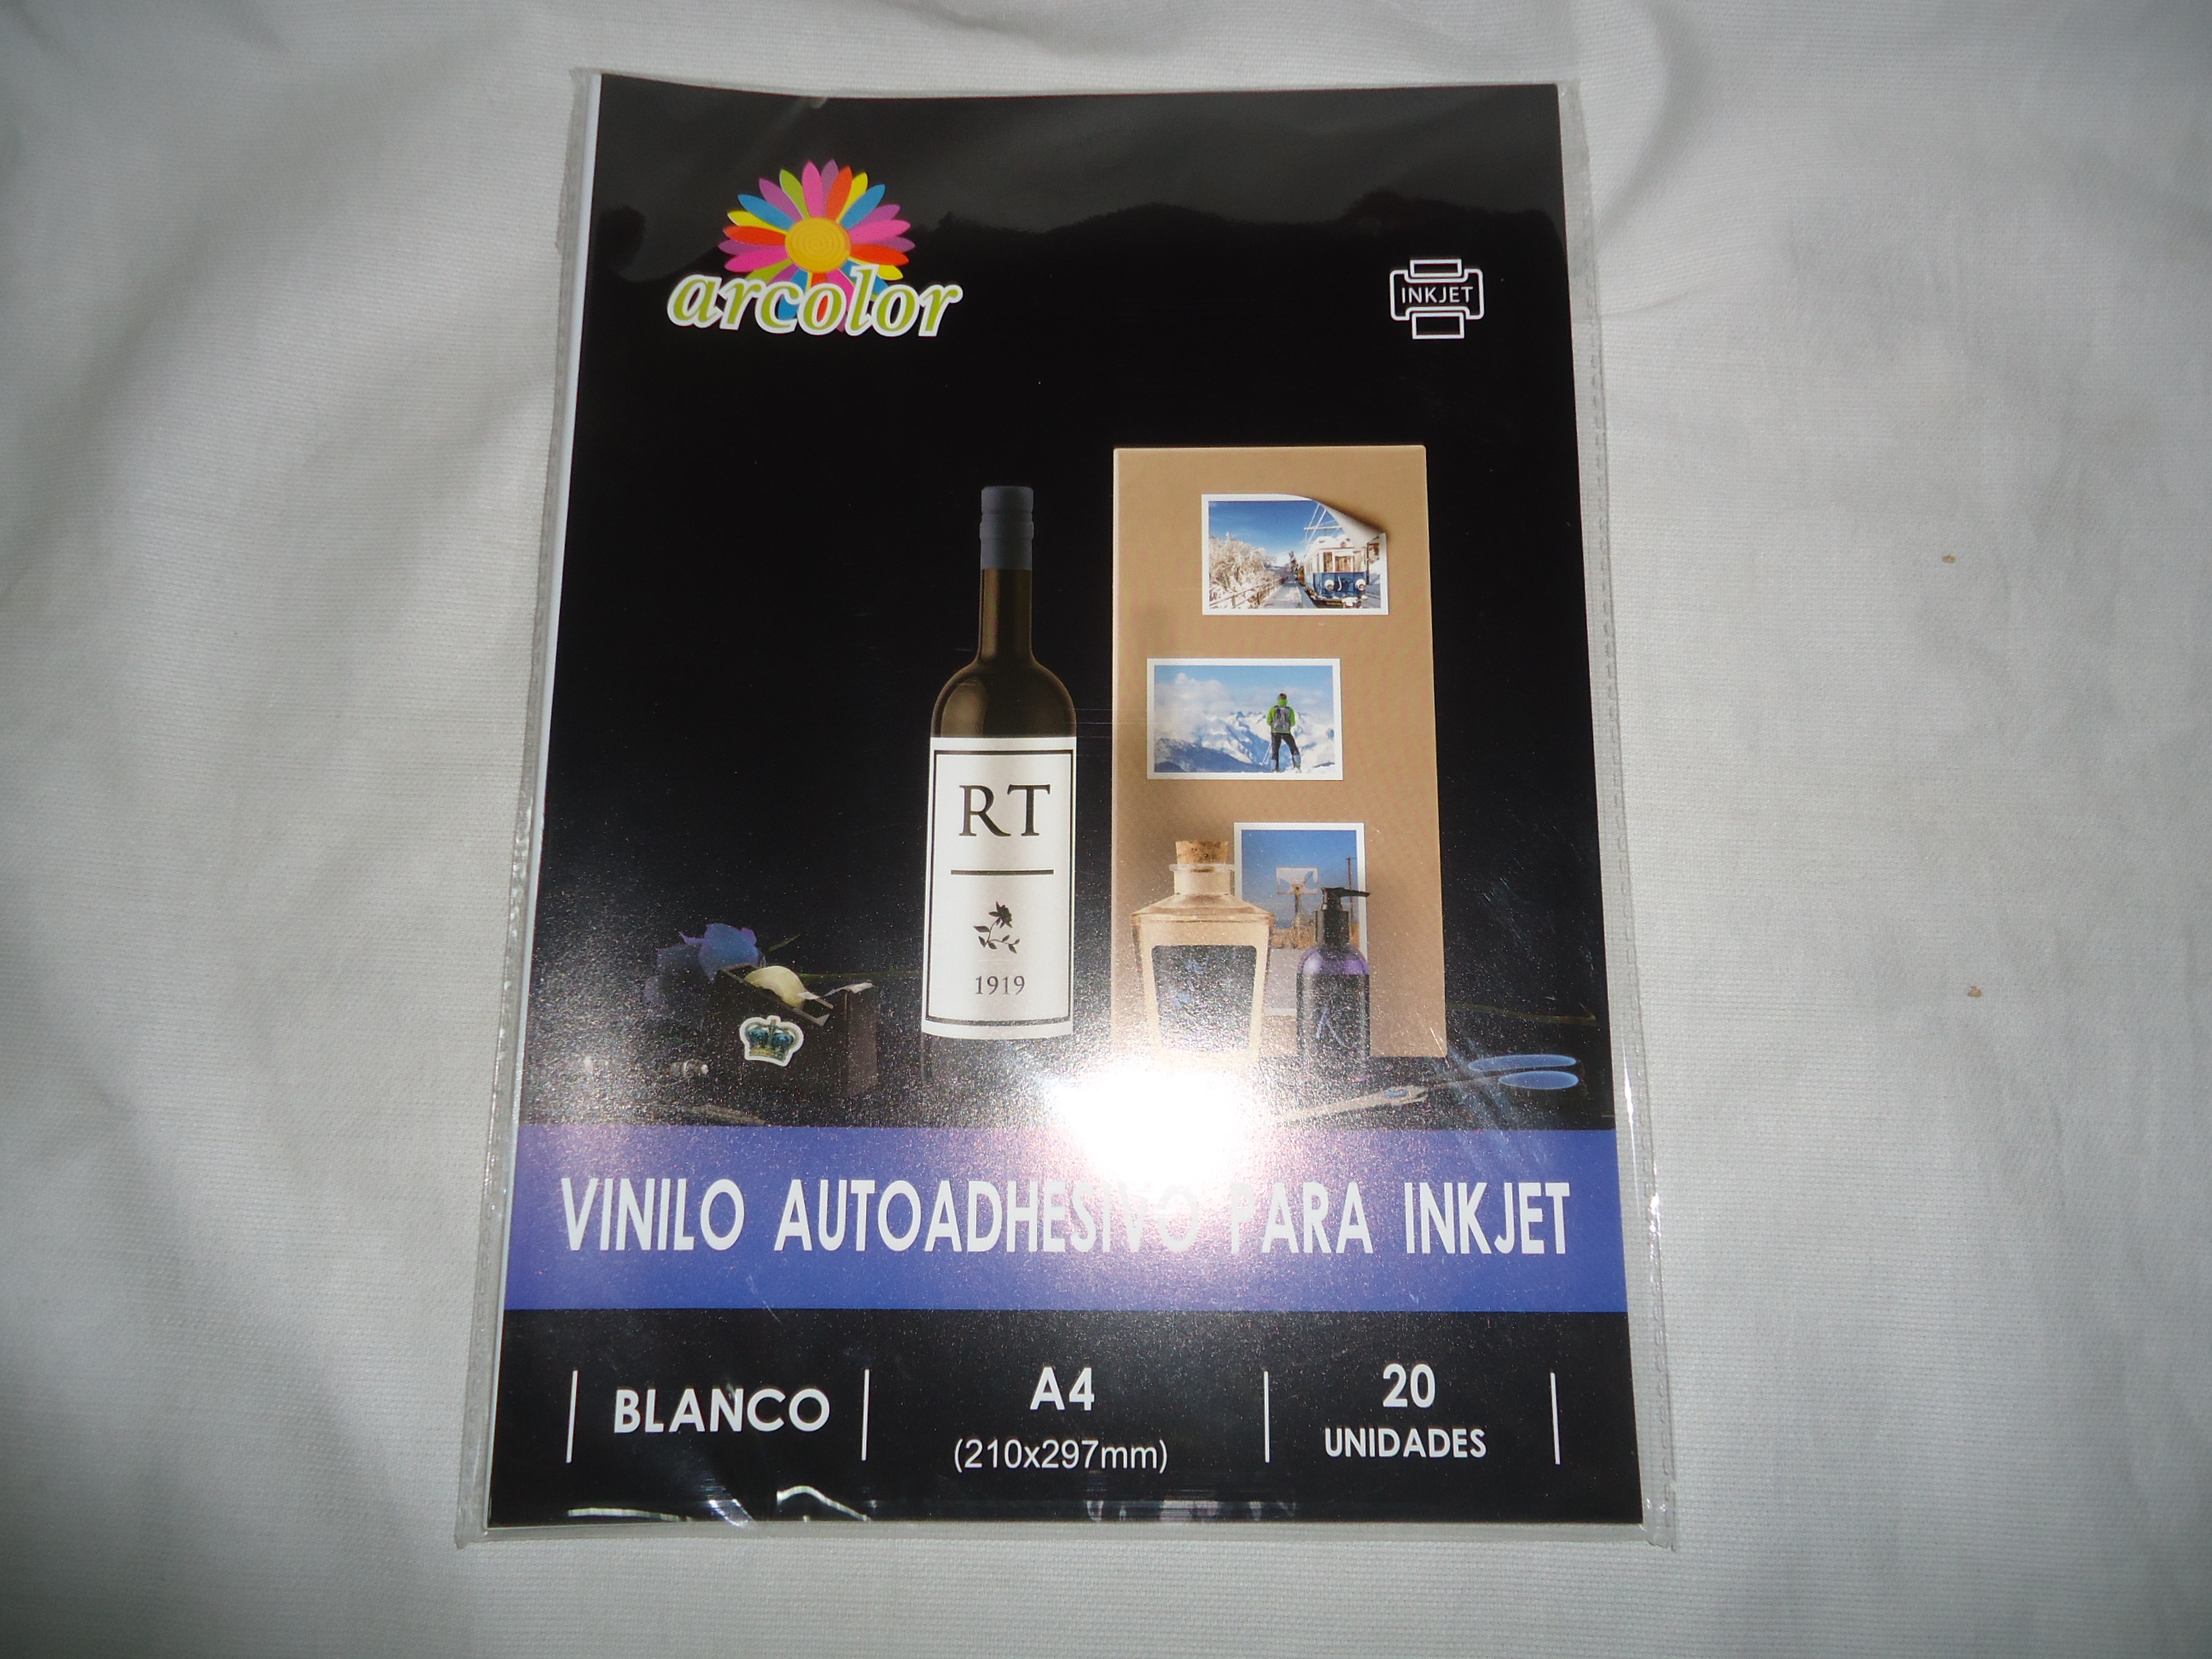 arcolor
INKJET
RT
1919
VINILO AUTOADHESIVO PARA INKJET
BLANCO
A4
(210x297mm)
20
UNIDADES